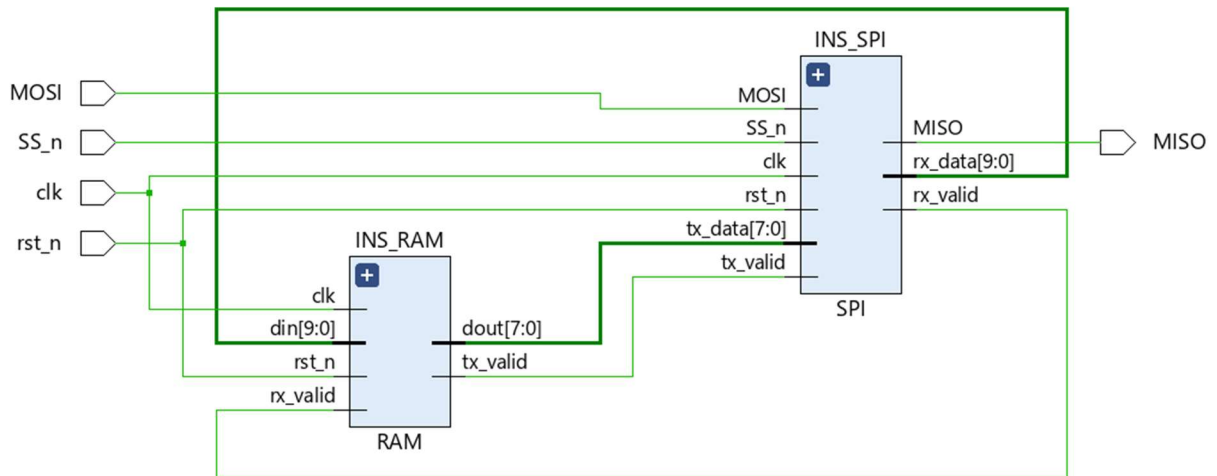 INS_SPI
MOSI
MOSI
SS_n
SS_n
MISO
MISO
clk
clk
rx_data[9:0]
rst_n
rx_valid
rst_n
tx_data[7:0]
INS_RAM
tx_valid
clk
SPI
din[9:0]
dout[7:0]
rst_n
tx_valid
rx_valid
RAM